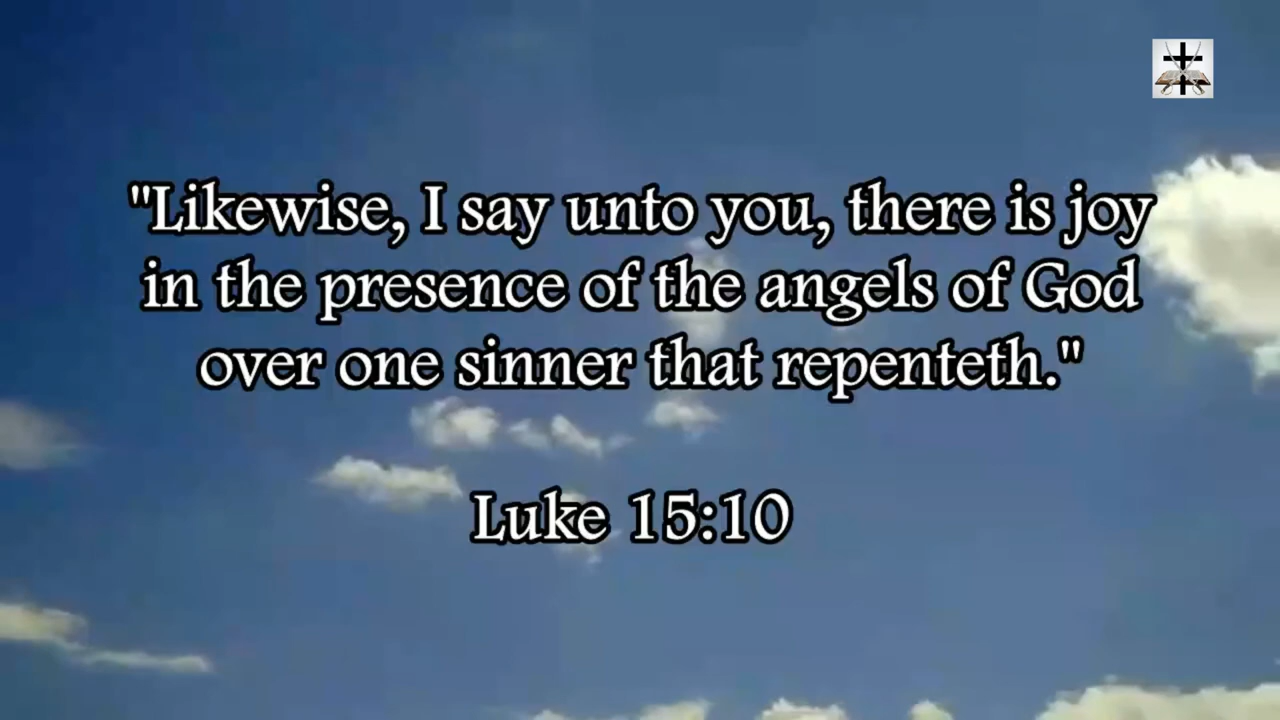 "Likewise, I say unto you, there is joy
in the presence of the angels of God
over one sinner that repenteth."
Luke 15:10